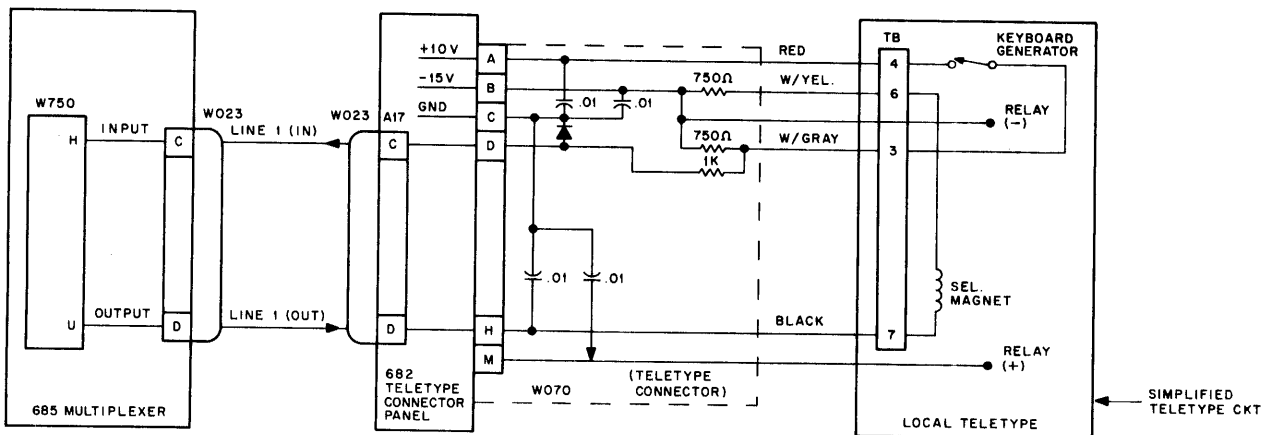 W750
H
INPUT
W023
C
LINE 1 (IN)
U
OUTPUT
D
LINE 1 (OUT)
685 MULTIPLEXER
W023
A17
C
D
+10V
-15V
GND
A
B
C
D
H
M
682
TELETYPE
CONNECTOR
PANEL
.01
.01
750Ω
750Ω
1K
.01
.01
W070
(TELETYPE
CONNECTOR)
RED
W/YEL.
W/GRAY
BLACK
TB
4
6
3
7
KEYBOARD
GENERATOR
RELAY
(-)
SEL.
MAGNET
RELAY
(+)
LOCAL TELETYPE
SIMPLIFIED
TELETYPE CKT